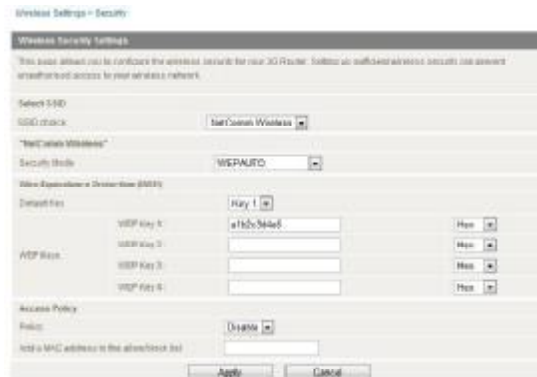 Wireless Settings > Security
Wireless Security Settings
This page allows you to configure the wireless security for your 3G Router. Setting up sufficient wireless security can prevent
unauthorised access to your wireless network.
Select SSID
SSID choice NetComm Wireless
"NetComm Wireless"
Security Mode WEPAUTO
Wire Equivalence Protection (WEP)
Default Key Key 1
WEP Keys
WEP Key 1: a1b2c3d4e5 Hex
WEP Key 2: Hex
WEP Key 3: Hex
WEP Key 4: Hex
Access Policy
Policy Disable
Add a MAC address to the allow/block list
Apply Cancel